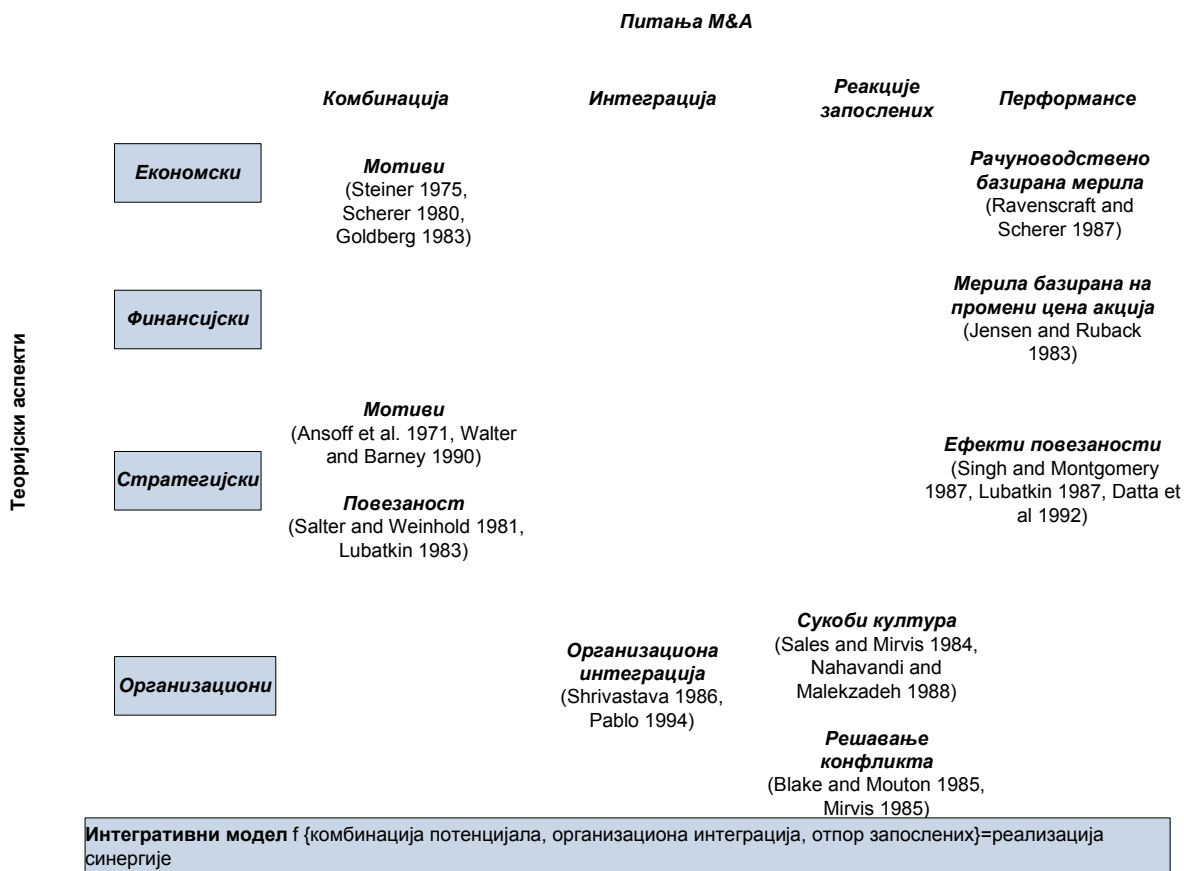 Питања M&A
Комбинација
Интеграција
Реакције
запослених
Перформансе
Теоријски аспекти
Економски
Мотиви
(Steiner 1975,
Scherer 1980,
Goldberg 1983)
Рачуноводствено
базирана мерила
(Ravenscraft and
Scherer 1987)
Финансијски
Мерила базирана на
промени цена акција
(Jensen and Ruback
1983)
Стратегијски
Мотиви
(Ansoff et al. 1971, Walter
and Barney 1990)
Повезаност
(Salter and Weinhold 1981,
Lubatkin 1983)
Ефекти повезаности
(Singh and Montgomery
1987, Lubatkin 1987, Datta et
al 1992)
Организациони
Организациона
интеграција
(Shrivastava 1986,
Pablo 1994)
Сукоби култура
(Sales and Mirvis 1984,
Nahavandi and
Malekzadeh 1988)
Решавање
конфликта
(Blake and Mouton 1985,
Mirvis 1985)
Интегративни модел f {комбинација потенцијала, организациона интеграција, отпор запослених}=реализација
синергије